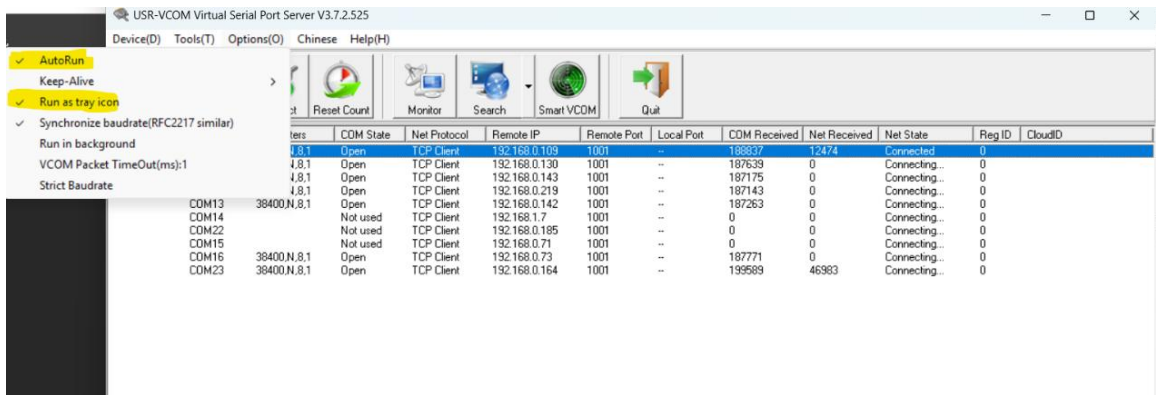 USR-VCOM Virtual Serial Port Server V3.7.2.525
Device(D) Tools(T) Options(O) Chinese Help(H)
AutoRun
Keep-Alive
Run as tray icon
Synchronize baudrate(RFC2217 similar)
Run in background
VCOM Packet TimeOut(ms):1
Strict Baudrate
Reset Count Monitor Search Smart VCOM Quit
COM State Net Protocol Remote IP Remote Port Local Port COM Received Net Received Net State Reg ID CloudID
,8,1 Open TCP Client 192.168.0.109 1001 -- 188837 12474 Connected 0
,8,1 Open TCP Client 192.168.0.130 1001 -- 187639 0 Connecting... 0
,8,1 Open TCP Client 192.168.0.143 1001 -- 187175 0 Connecting... 0
,8,1 Open TCP Client 192.168.0.219 1001 -- 187143 0 Connecting... 0
COM13 38400,N,8,1 Open TCP Client 192.168.0.142 1001 -- 187263 0 Connecting... 0
COM14 Not used TCP Client 192.168.1.7 1001 -- 0 0 Connecting... 0
COM22 Not used TCP Client 192.168.0.185 1001 -- 0 0 Connecting... 0
COM15 Not used TCP Client 192.168.0.71 1001 -- 0 0 Connecting... 0
COM16 38400,N,8,1 Open TCP Client 192.168.0.73 1001 -- 187771 0 Connecting... 0
COM23 38400,N,8,1 Open TCP Client 192.168.0.164 1001 -- 199589 46983 Connecting... 0